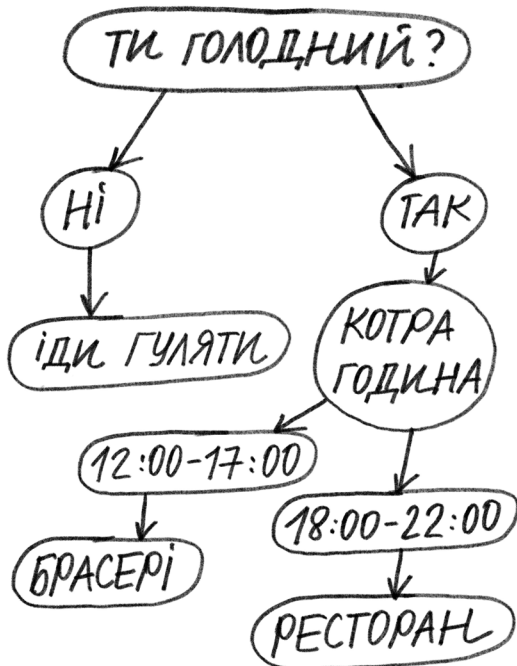 ТИ ГОЛОДНИЙ?
НІ
ТАК
ІДИ ГУЛЯТИ
КОТРА
ГОДИНА
12:00-17:00
18:00-22:00
БРАСЕРІ
РЕСТОРАН